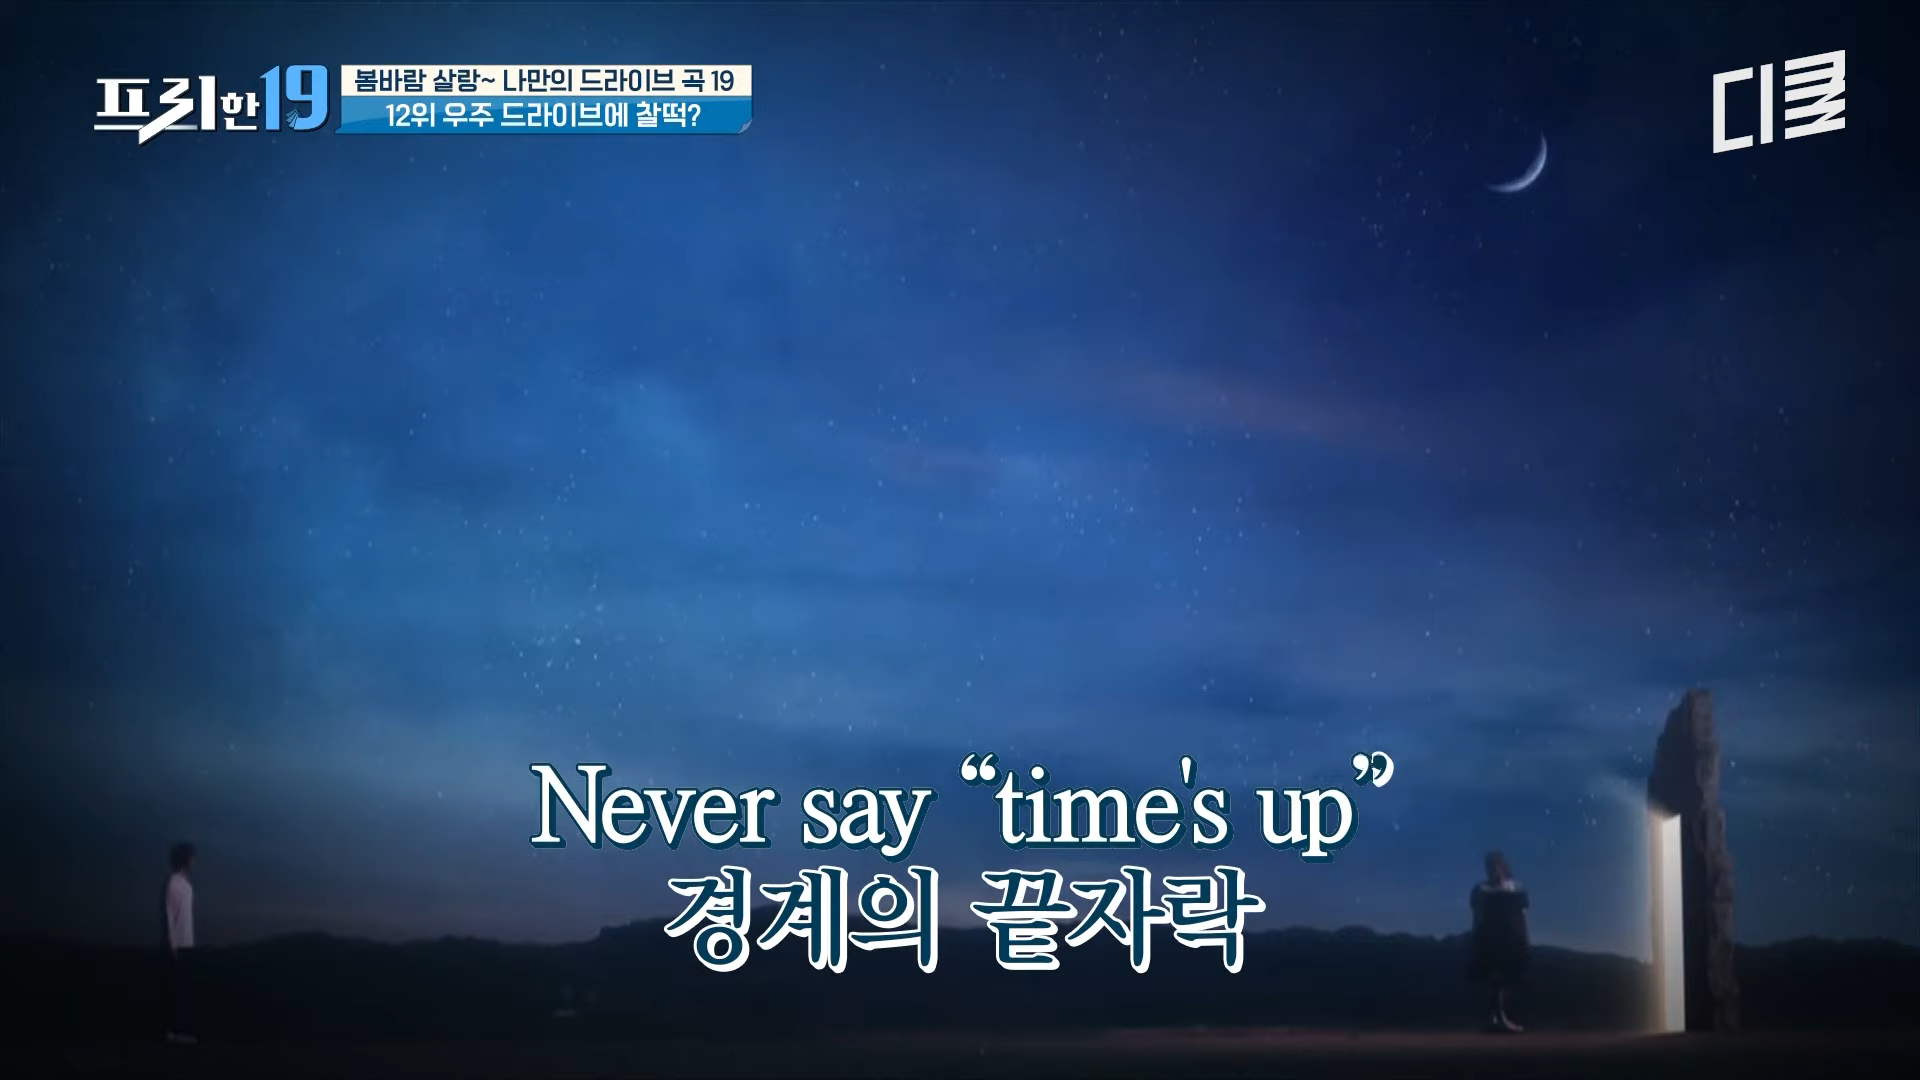 프리한19
봄바람 살랑~ 나만의 드라이브 곡 19
12위 우주 드라이브에 찰떡?
디클
Never say “time's up”
경계의 끝자락